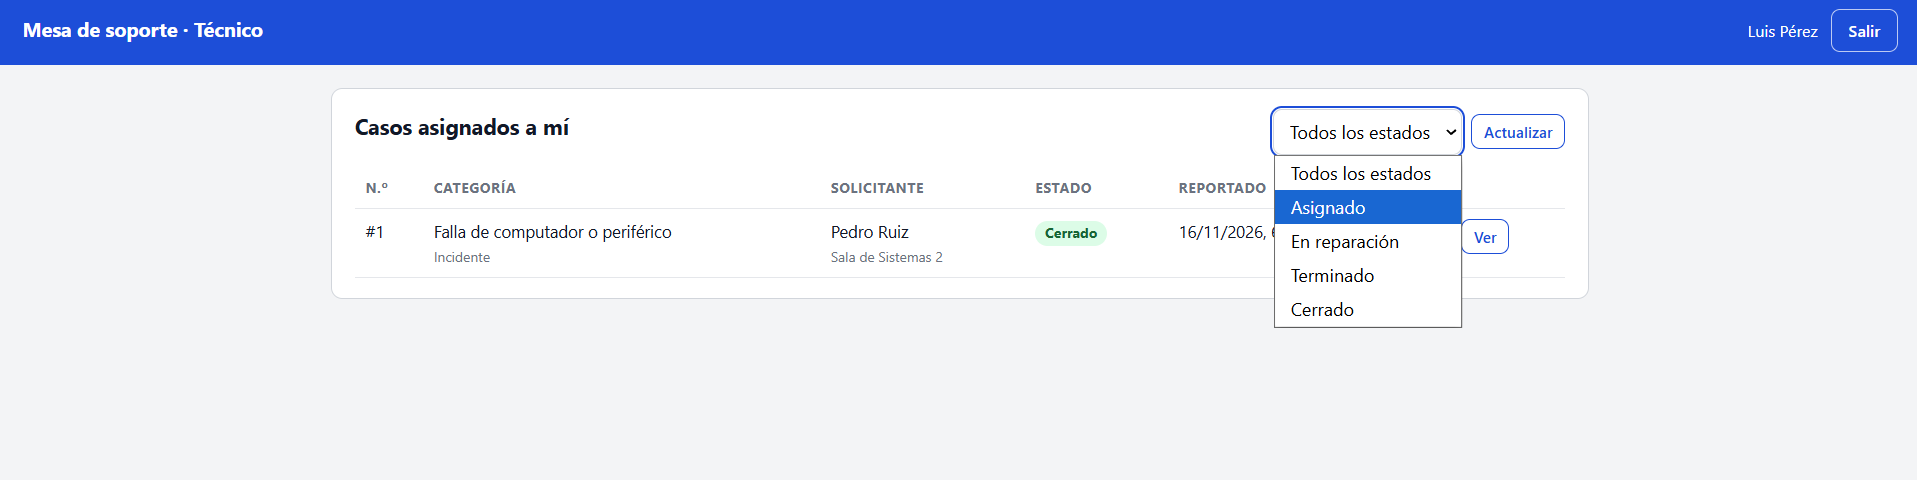 Mesa de soporte · Técnico
Luis Pérez
Salir
Casos asignados a mí
Todos los estados
Actualizar
Todos los estados
Asignado
En reparación
Terminado
Cerrado
N.º CATEGORÍA SOLICITANTE ESTADO REPORTADO
#1 Falla de computador o periférico Pedro Ruiz Cerrado 16/11/2026, Ver
Incidente Sala de Sistemas 2